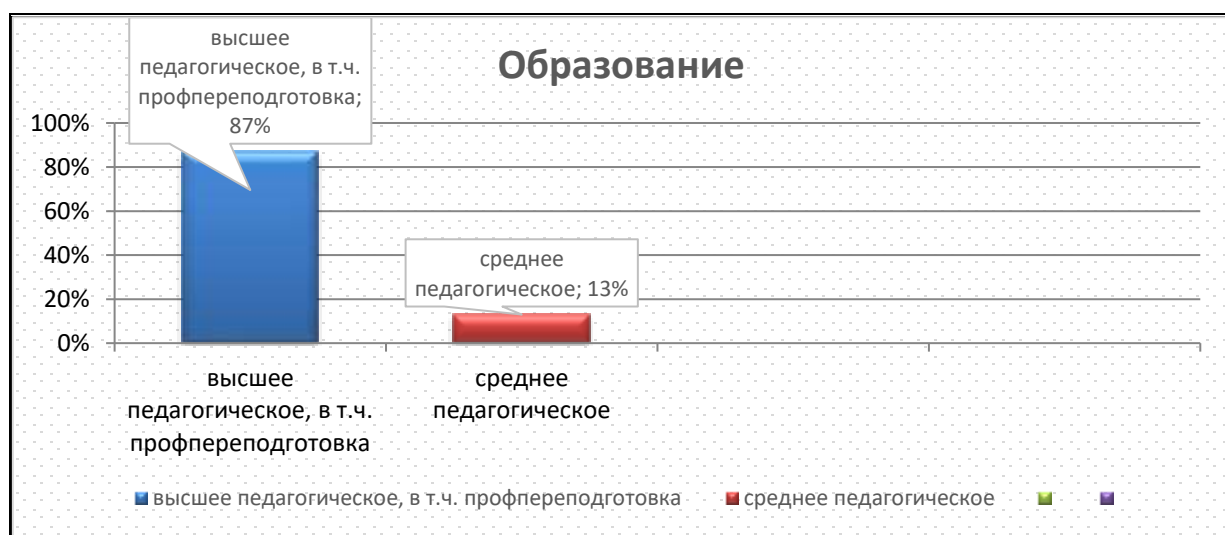 Образование
высшее
педагогическое, в т.ч.
профпереподготовка;
87%
100%
80%
60%
40%
20%
0%
среднее
педагогическое; 13%
высшее
педагогическое, в т.ч.
профпереподготовка
среднее
педагогическое
высшее педагогическое, в т.ч. профпереподготовка
среднее педагогическое